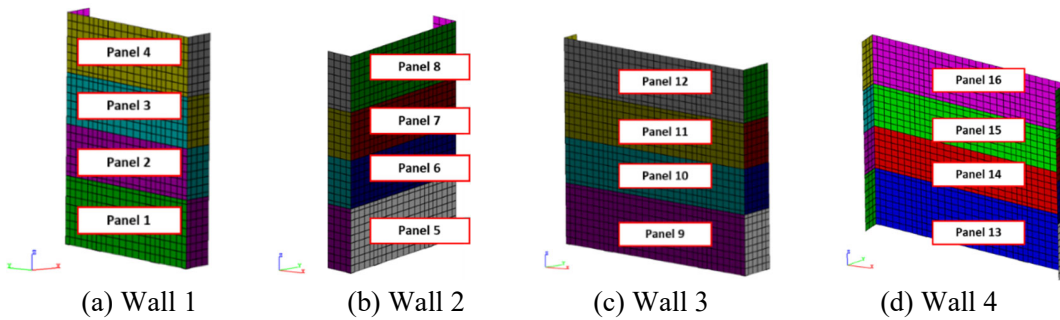 Panel 4
Panel 3
Panel 2
Panel 1
(a) Wall 1
Panel 8
Panel 7
Panel 6
Panel 5
(b) Wall 2
Panel 12
Panel 11
Panel 10
Panel 9
(c) Wall 3
Panel 16
Panel 15
Panel 14
Panel 13
(d) Wall 4